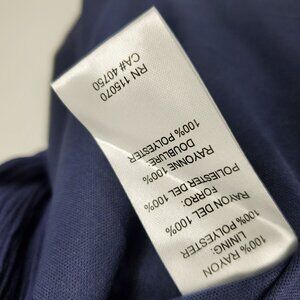 100% RAYON
LINING:
100% POLYESTER
RAYON DEL 100%
FORRO:
POLIESTER DEL 100%
RAYONNE 100%
DOUBLURE
100% POLYESTER
CA# 40750
RN 115070